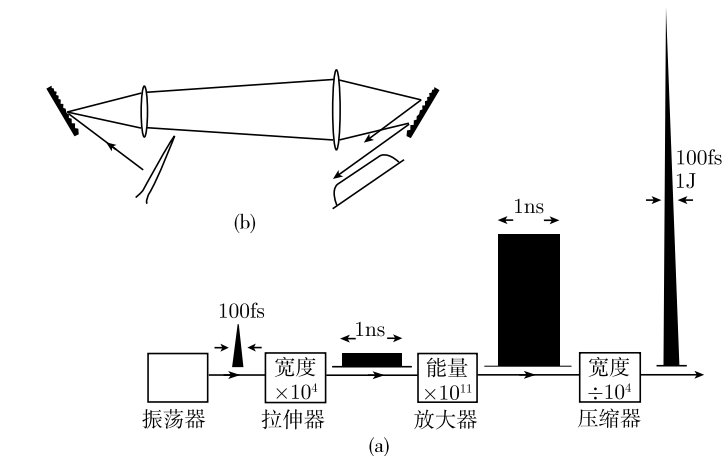 (b)
100fs
1J
1ns
100fs
1ns
宽度
×10⁴
能量
×10¹¹
宽度
÷10⁴
振荡器
拉伸器
放大器
压缩器
(a)